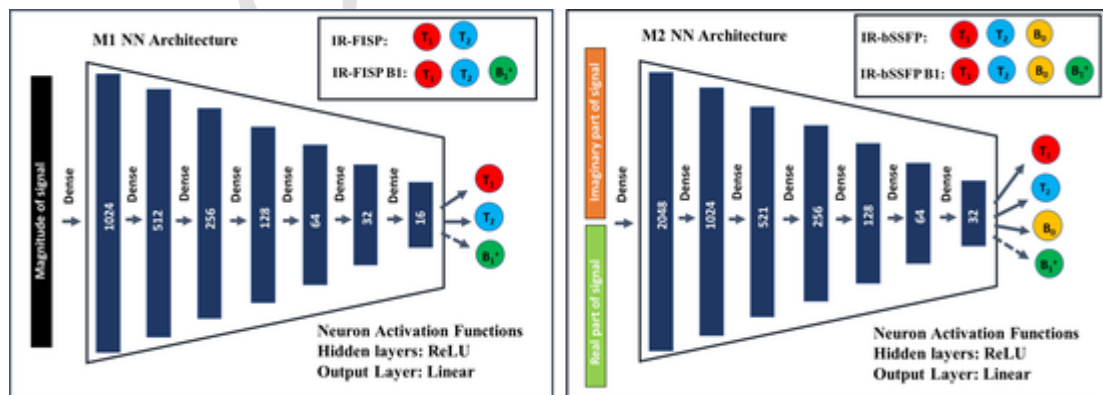 M1 NN Architecture
IR-FISP: T1 T2
IR-FISP B1: T1 T2 B1+
Magnitude of signal
Dense
1024
Dense
512
Dense
256
Dense
128
Dense
64
Dense
32
Dense
16
T1
T2
B1+
Neuron Activation Functions
Hidden layers: ReLU
Output Layer: Linear
M2 NN Architecture
IR-bSSFP: T1 T2 B0
IR-bSSFP B1: T1 T2 B0 B1+
Imaginary part of signal
Real part of signal
Dense
2048
Dense
1024
Dense
521
Dense
256
Dense
128
Dense
64
Dense
32
T1
T2
B0
B1+
Neuron Activation Functions
Hidden layers: ReLU
Output Layer: Linear